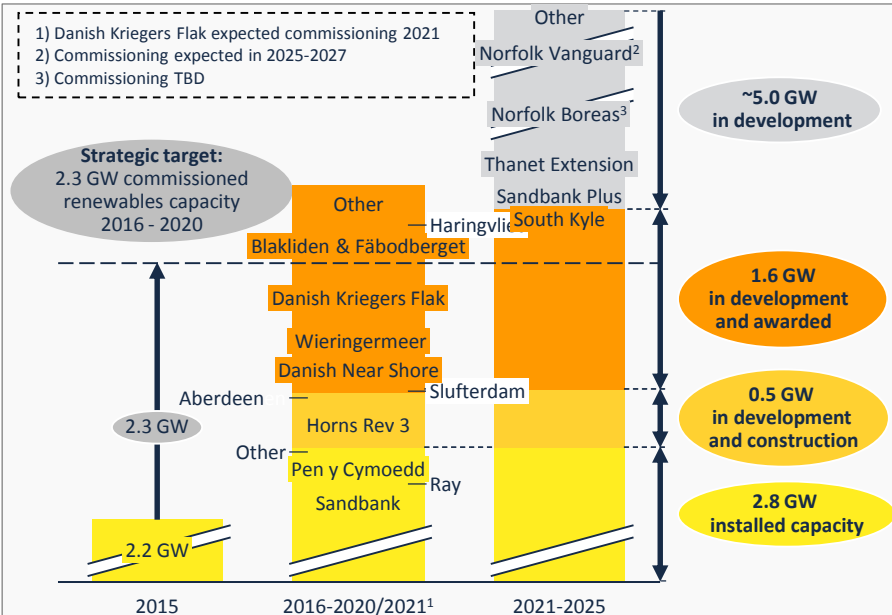 1) Danish Kriegers Flak expected commissioning 2021
2) Commissioning expected in 2025-2027
3) Commissioning TBD
Strategic target:
2.3 GW commissioned
renewables capacity
2016 - 2020
2.3 GW
2.2 GW
2015
Other
Haringvlie
Blakliden & Fäbodberget
Danish Kriegers Flak
Wieringermeer
Danish Near Shore
Slufterdam
Aberdeen
Horns Rev 3
Other
Pen y Cymoedd
Ray
Sandbank
2016-2020/2021¹
Other
Norfolk Vanguard²
Norfolk Boreas³
Thanet Extension
Sandbank Plus
South Kyle
2021-2025
~5.0 GW
in development
1.6 GW
in development
and awarded
0.5 GW
in development
and construction
2.8 GW
installed capacity